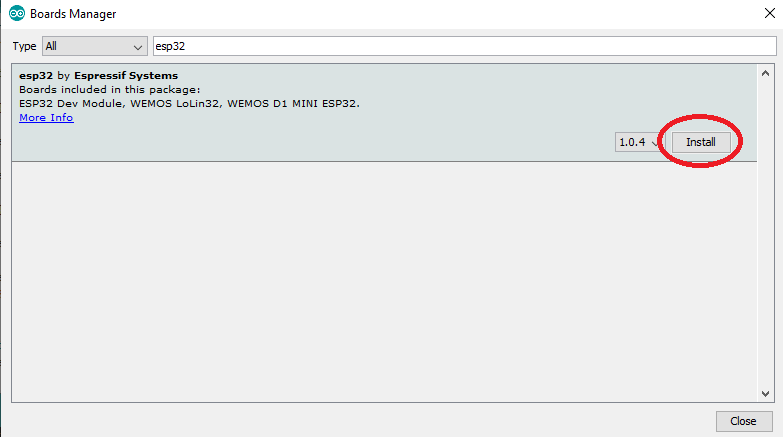 Boards Manager
Type All esp32
esp32 by Espressif Systems
Boards included in this package:
ESP32 Dev Module, WEMOS LoLin32, WEMOS D1 MINI ESP32.
More Info
1.0.4 Install
Close